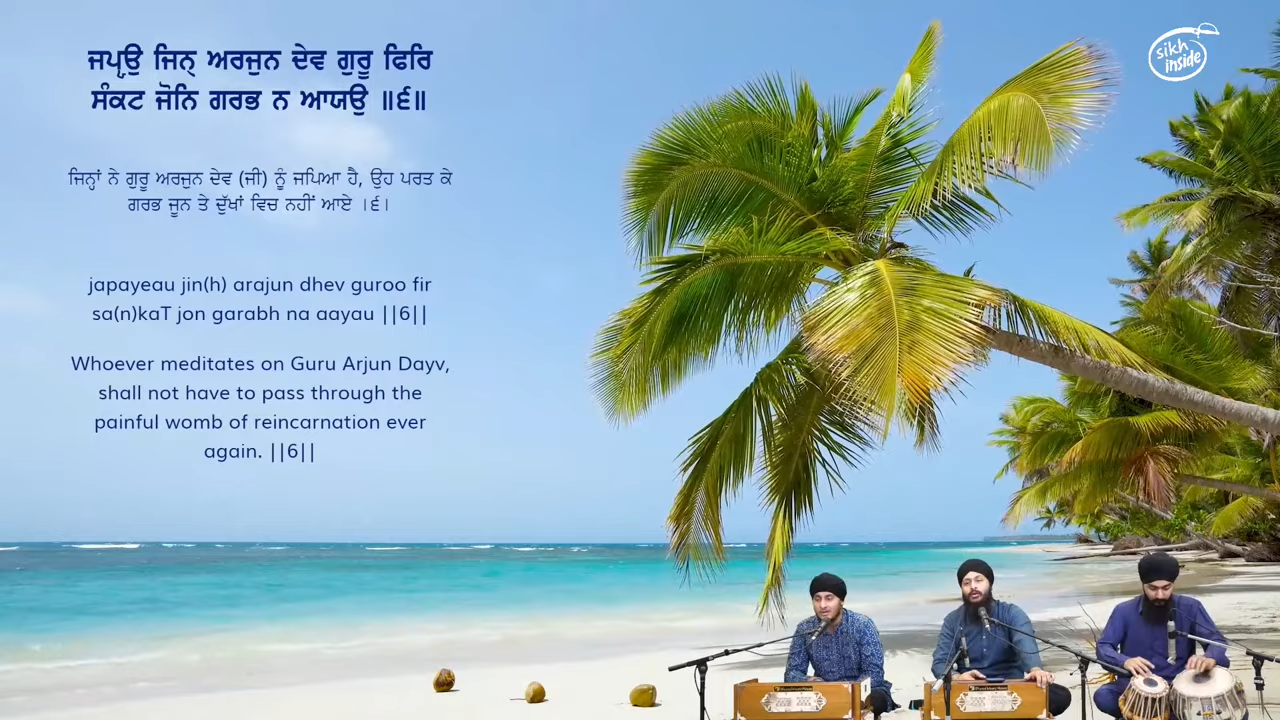 ਜਪ੍ਯਉ ਜਿਨ੍ ਅਰਜੁਨ ਦੇਵ ਗੁਰੂ ਫਿਰਿ
ਸੰਕਟ ਜੋਨਿ ਗਰਭ ਨ ਆਯਉ ॥੬॥
ਜਿਨ੍ਹਾਂ ਨੇ ਗੁਰੂ ਅਰਜੁਨ ਦੇਵ (ਜੀ) ਨੂੰ ਜਪਿਆ ਹੈ, ਉਹ ਪਰਤ ਕੇ
ਗਰਭ ਜੂਨ ਤੇ ਦੁੱਖਾਂ ਵਿਚ ਨਹੀਂ ਆਏ ।੬।
japayeau jin(h) arajun dhev guroo fir
sa(n)kaT jon garabh na aayau ||6||
Whoever meditates on Guru Arjun Dayv,
shall not have to pass through the
painful womb of reincarnation ever
again. ||6||
sikh
inside